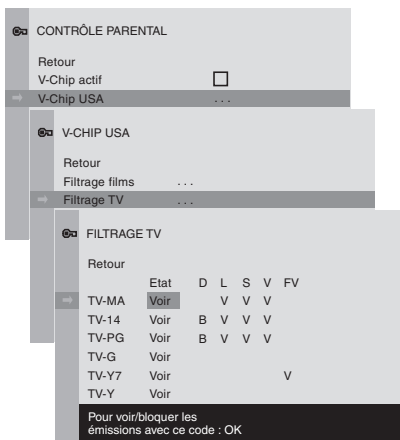 CONTRÔLE PARENTAL
Retour
V-Chip actif
V-Chip USA ...
V-CHIP USA
Retour
Filtrage films ...
Filtrage TV ...
FILTRAGE TV
Retour
Etat D L S V FV
TV-MA Voir V V V
TV-14 Voir B V V V
TV-PG Voir B V V V
TV-G Voir
TV-Y7 Voir V
TV-Y Voir
Pour voir/bloquer les
émissions avec ce code : OK